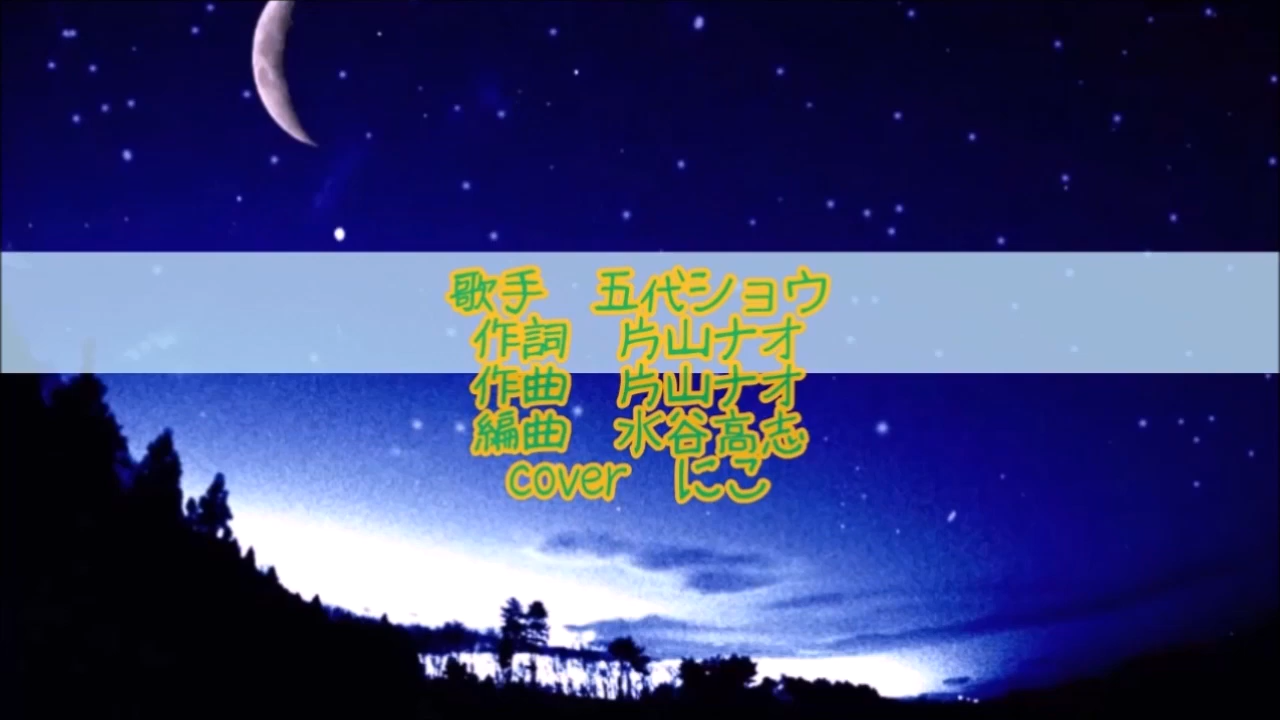 歌手　五代ショウ
作詞　片山ナオ
作曲　片山ナオ
編曲　水谷高志
cover　にこ